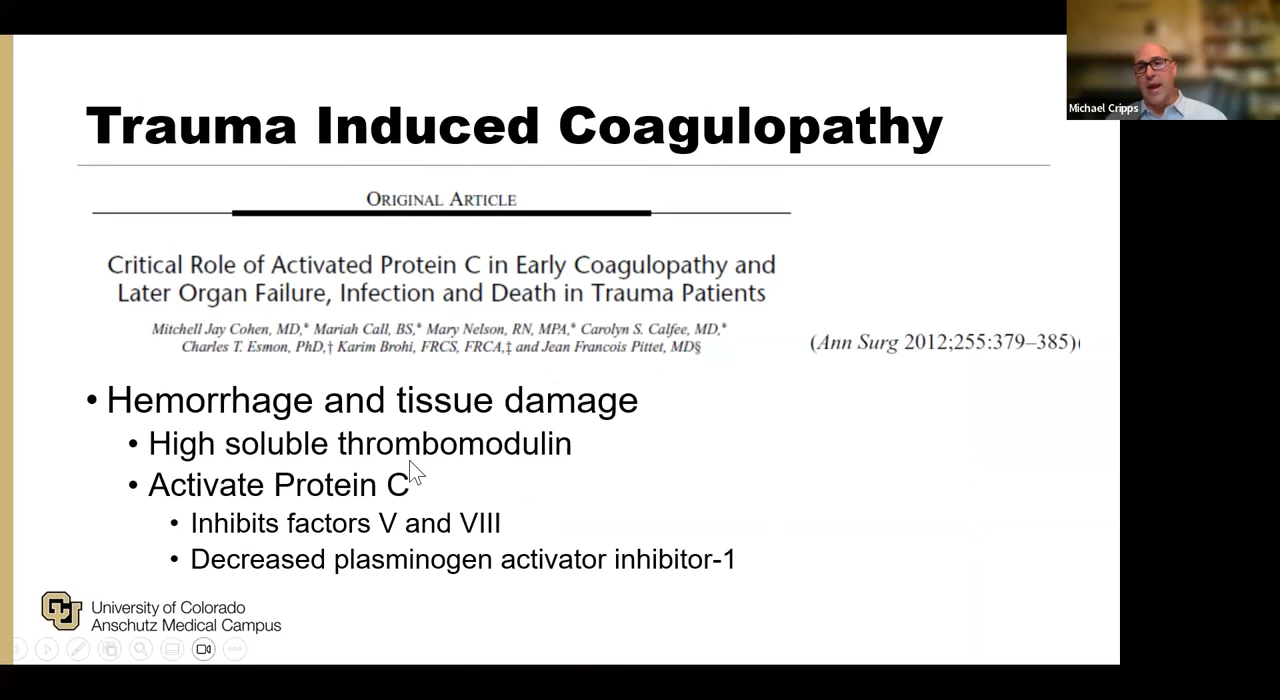 Michael Cripps
Trauma Induced Coagulopathy
ORIGINAL ARTICLE
Critical Role of Activated Protein C in Early Coagulopathy and
Later Organ Failure, Infection and Death in Trauma Patients
Mitchell Jay Cohen, MD,* Mariah Call, BS,* Mary Nelson, RN, MPA,* Carolyn S. Calfee, MD,*
Charles T. Esmon, PhD,† Karim Brohi, FRCS, FRCA,‡ and Jean Francois Pittet, MD§
(Ann Surg 2012;255:379–385)
• Hemorrhage and tissue damage
• High soluble thrombomodulin
• Activate Protein C
• Inhibits factors V and VIII
• Decreased plasminogen activator inhibitor-1
University of Colorado
Anschutz Medical Campus